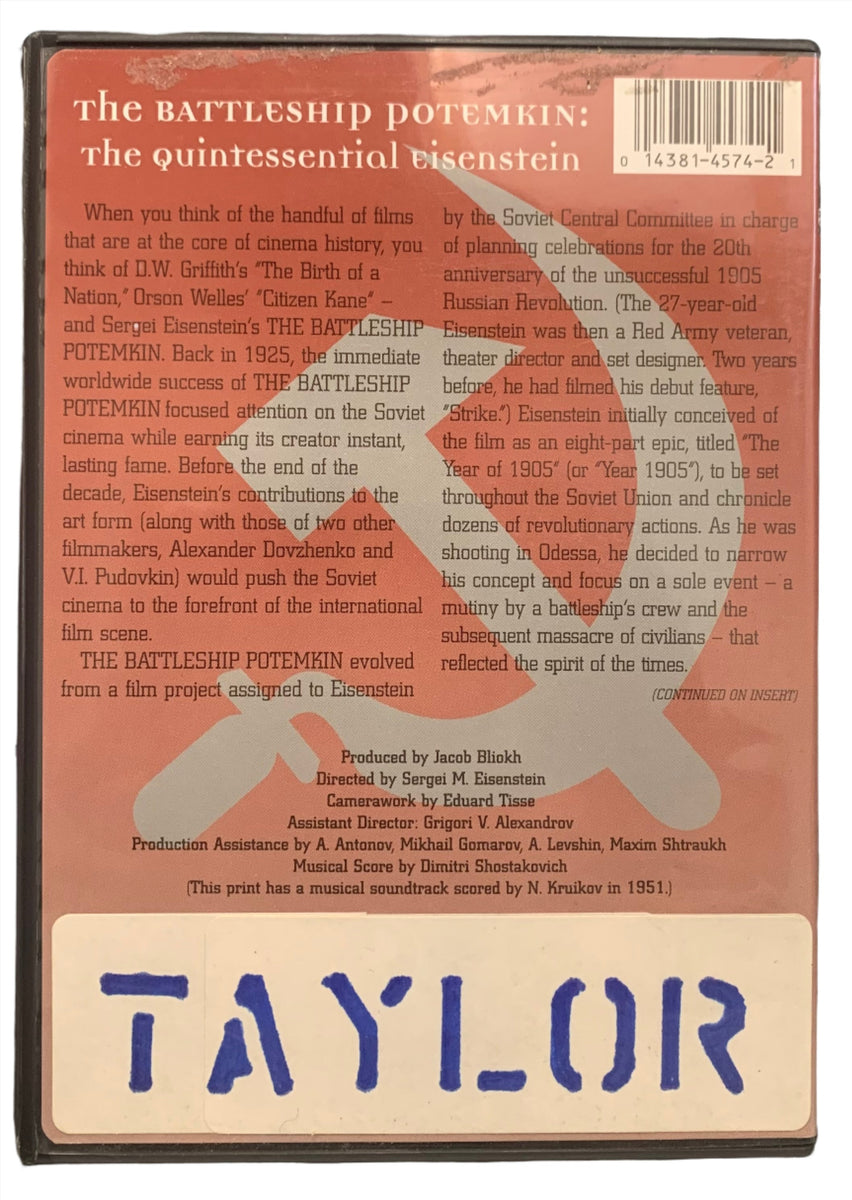 The BATTLESHIP POTEMKIN:
The Quintessential Eisenstein
0 14381-4574-2 1
When you think of the handful of films
that are at the core of cinema history, you
think of D.W. Griffith's "The Birth of a
Nation," Orson Welles' "Citizen Kane" –
and Sergei Eisenstein's THE BATTLESHIP
POTEMKIN. Back in 1925, the immediate
worldwide success of THE BATTLESHIP
POTEMKIN focused attention on the Soviet
cinema while earning its creator instant,
lasting fame. Before the end of the
decade, Eisenstein's contributions to the
art form (along with those of two other
filmmakers, Alexander Dovzhenko and
V.I. Pudovkin) would push the Soviet
cinema to the forefront of the international
film scene.
THE BATTLESHIP POTEMKIN evolved
from a film project assigned to Eisenstein
by the Soviet Central Committee in charge
of planning celebrations for the 20th
anniversary of the unsuccessful 1905
Russian Revolution. (The 27-year-old
Eisenstein was then a Red Army veteran,
theater director and set designer. Two years
before, he had filmed his debut feature,
"Strike.") Eisenstein initially conceived of
the film as an eight-part epic, titled "The
Year of 1905" (or "Year 1905"), to be set
throughout the Soviet Union and chronicle
dozens of revolutionary actions. As he was
shooting in Odessa, he decided to narrow
his concept and focus on a sole event – a
mutiny by a battleship's crew and the
subsequent massacre of civilians – that
reflected the spirit of the times.
(CONTINUED ON INSERT)
Produced by Jacob Bliokh
Directed by Sergei M. Eisenstein
Camerawork by Eduard Tisse
Assistant Director: Grigori V. Alexandrov
Production Assistance by A. Antonov, Mikhail Gomarov, A. Levshin, Maxim Shtraukh
Musical Score by Dimitri Shostakovich
(This print has a musical soundtrack scored by N. Kruikov in 1951.)
TAYLOR